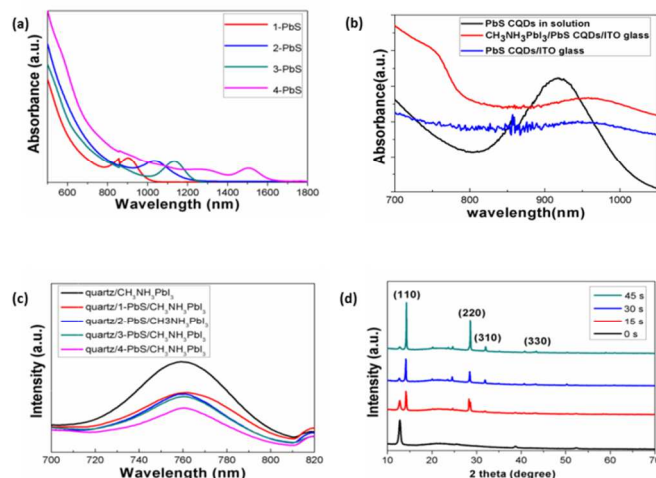 (a)
1-PbS
2-PbS
3-PbS
4-PbS
Absorbance (a.u.)
600 800 1000 1200 1400 1600 1800
Wavelength (nm)
(b)
PbS CQDs in solution
CH3NH3PbI3/PbS CQDs/ITO glass
PbS CQDs/ITO glass
Absorbance(a.u.)
700 800 900 1000
wavelength(nm)
(c)
quartz/CH3NH3PbI3
quartz/1-PbS/CH3NH3PbI3
quartz/2-PbS/CH3NH3PbI3
quartz/3-PbS/CH3NH3PbI3
quartz/4-PbS/CH3NH3PbI3
Intensity (a.u.)
700 720 740 760 780 800 820
Wavelength (nm)
(d)
45 s
30 s
15 s
0 s
(110)
(220)
(310)
(330)
Intensity (a.u.)
10 20 30 40 50 60 70
2 theta (degree)